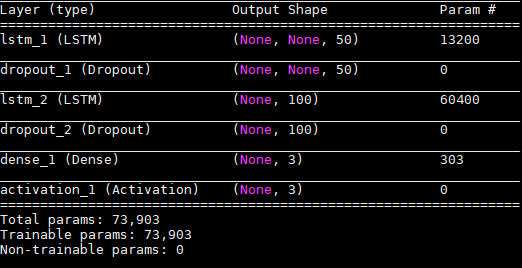 Layer (type) Output Shape Param #
=================================================================
lstm_1 (LSTM) (None, None, 50) 13200
_________________________________________________________________
dropout_1 (Dropout) (None, None, 50) 0
_________________________________________________________________
lstm_2 (LSTM) (None, 100) 60400
_________________________________________________________________
dropout_2 (Dropout) (None, 100) 0
_________________________________________________________________
dense_1 (Dense) (None, 3) 303
_________________________________________________________________
activation_1 (Activation) (None, 3) 0
=================================================================
Total params: 73,903
Trainable params: 73,903
Non-trainable params: 0